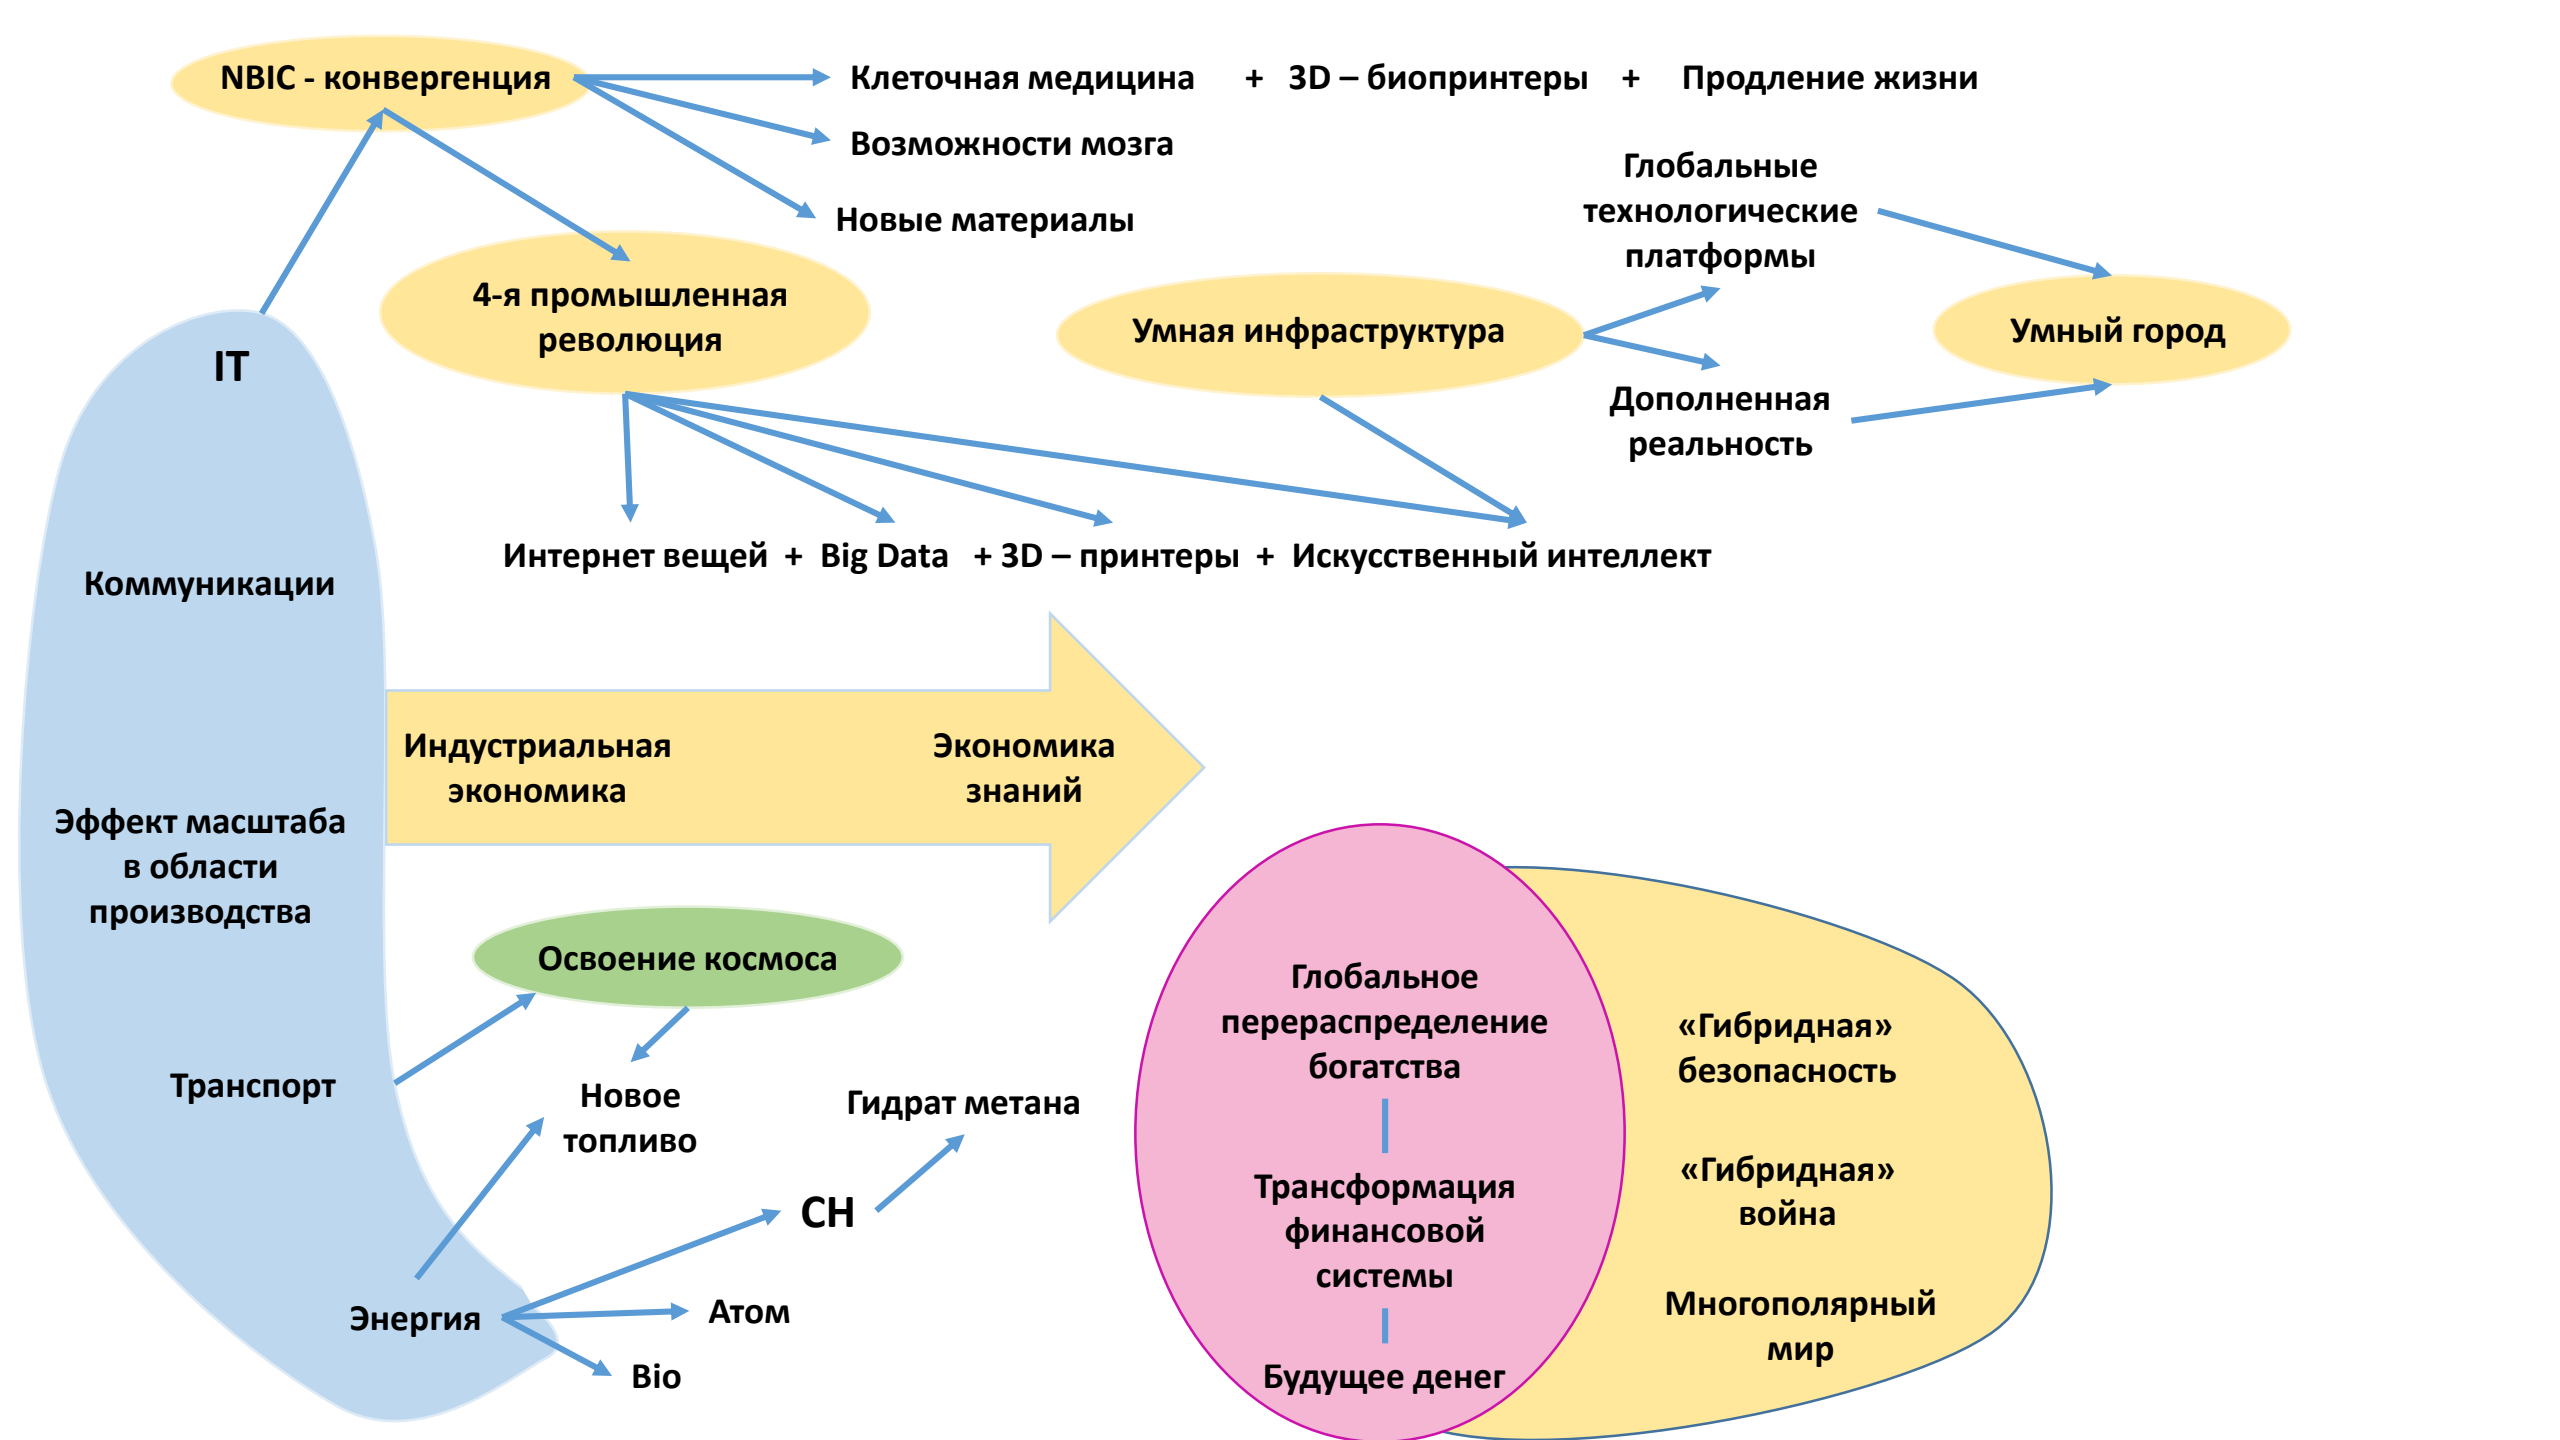 NBIC - конвергенция
Клеточная медицина + 3D – биопринтеры + Продление жизни
Возможности мозга
Новые материалы
Глобальные
технологические
платформы
4-я промышленная
революция
Умная инфраструктура
Умный город
IT
Дополненная
реальность
Интернет вещей + Big Data + 3D – принтеры + Искусственный интеллект
Коммуникации
Индустриальная
экономика
Экономика
знаний
Эффект масштаба
в области
производства
Освоение космоса
Транспорт
Новое
топливо
Гидрат метана
CH
Энергия
Атом
Bio
Глобальное
перераспределение
богатства
Трансформация
финансовой
системы
Будущее денег
«Гибридная»
безопасность
«Гибридная»
война
Многополярный
мир